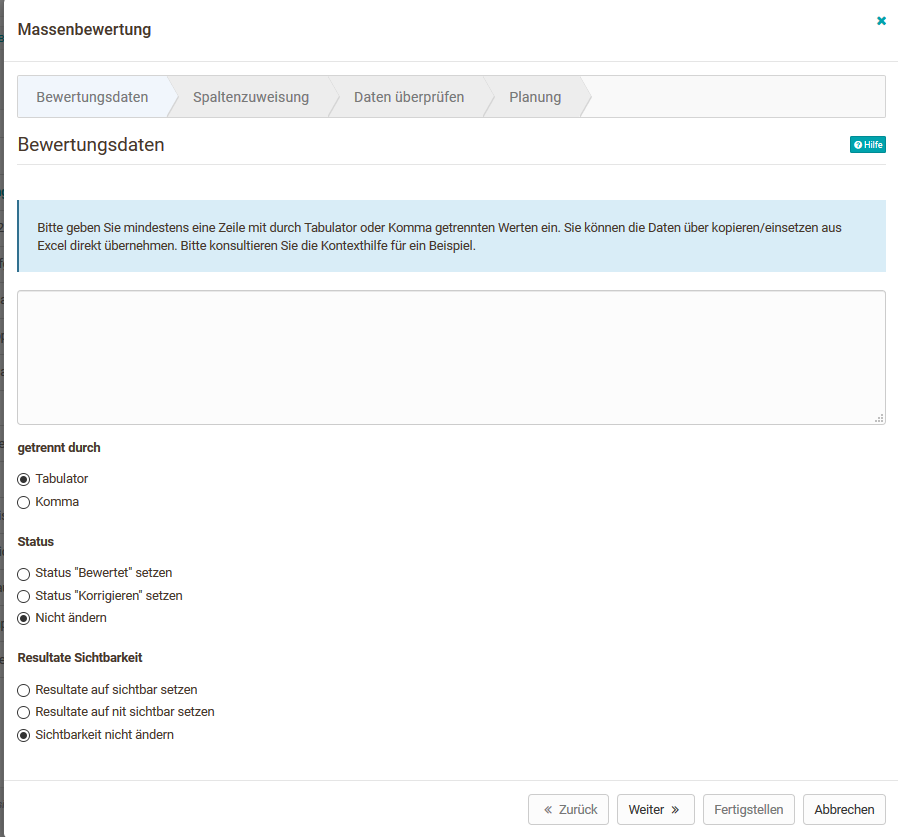 Massenbewertung
Bewertungsdaten
Spaltenzuweisung
Daten überprüfen
Planung
Bewertungsdaten
Hilfe
Bitte geben Sie mindestens eine Zeile mit durch Tabulator oder Komma getrennten Werten ein. Sie können die Daten über kopieren/einsetzen aus
Excel direkt übernehmen. Bitte konsultieren Sie die Kontexthilfe für ein Beispiel.
getrennt durch
Tabulator
Komma
Status
Status "Bewertet" setzen
Status "Korrigieren" setzen
Nicht ändern
Resultate Sichtbarkeit
Resultate auf sichtbar setzen
Resultate auf nit sichtbar setzen
Sichtbarkeit nicht ändern
« Zurück
Weiter »
Fertigstellen
Abbrechen